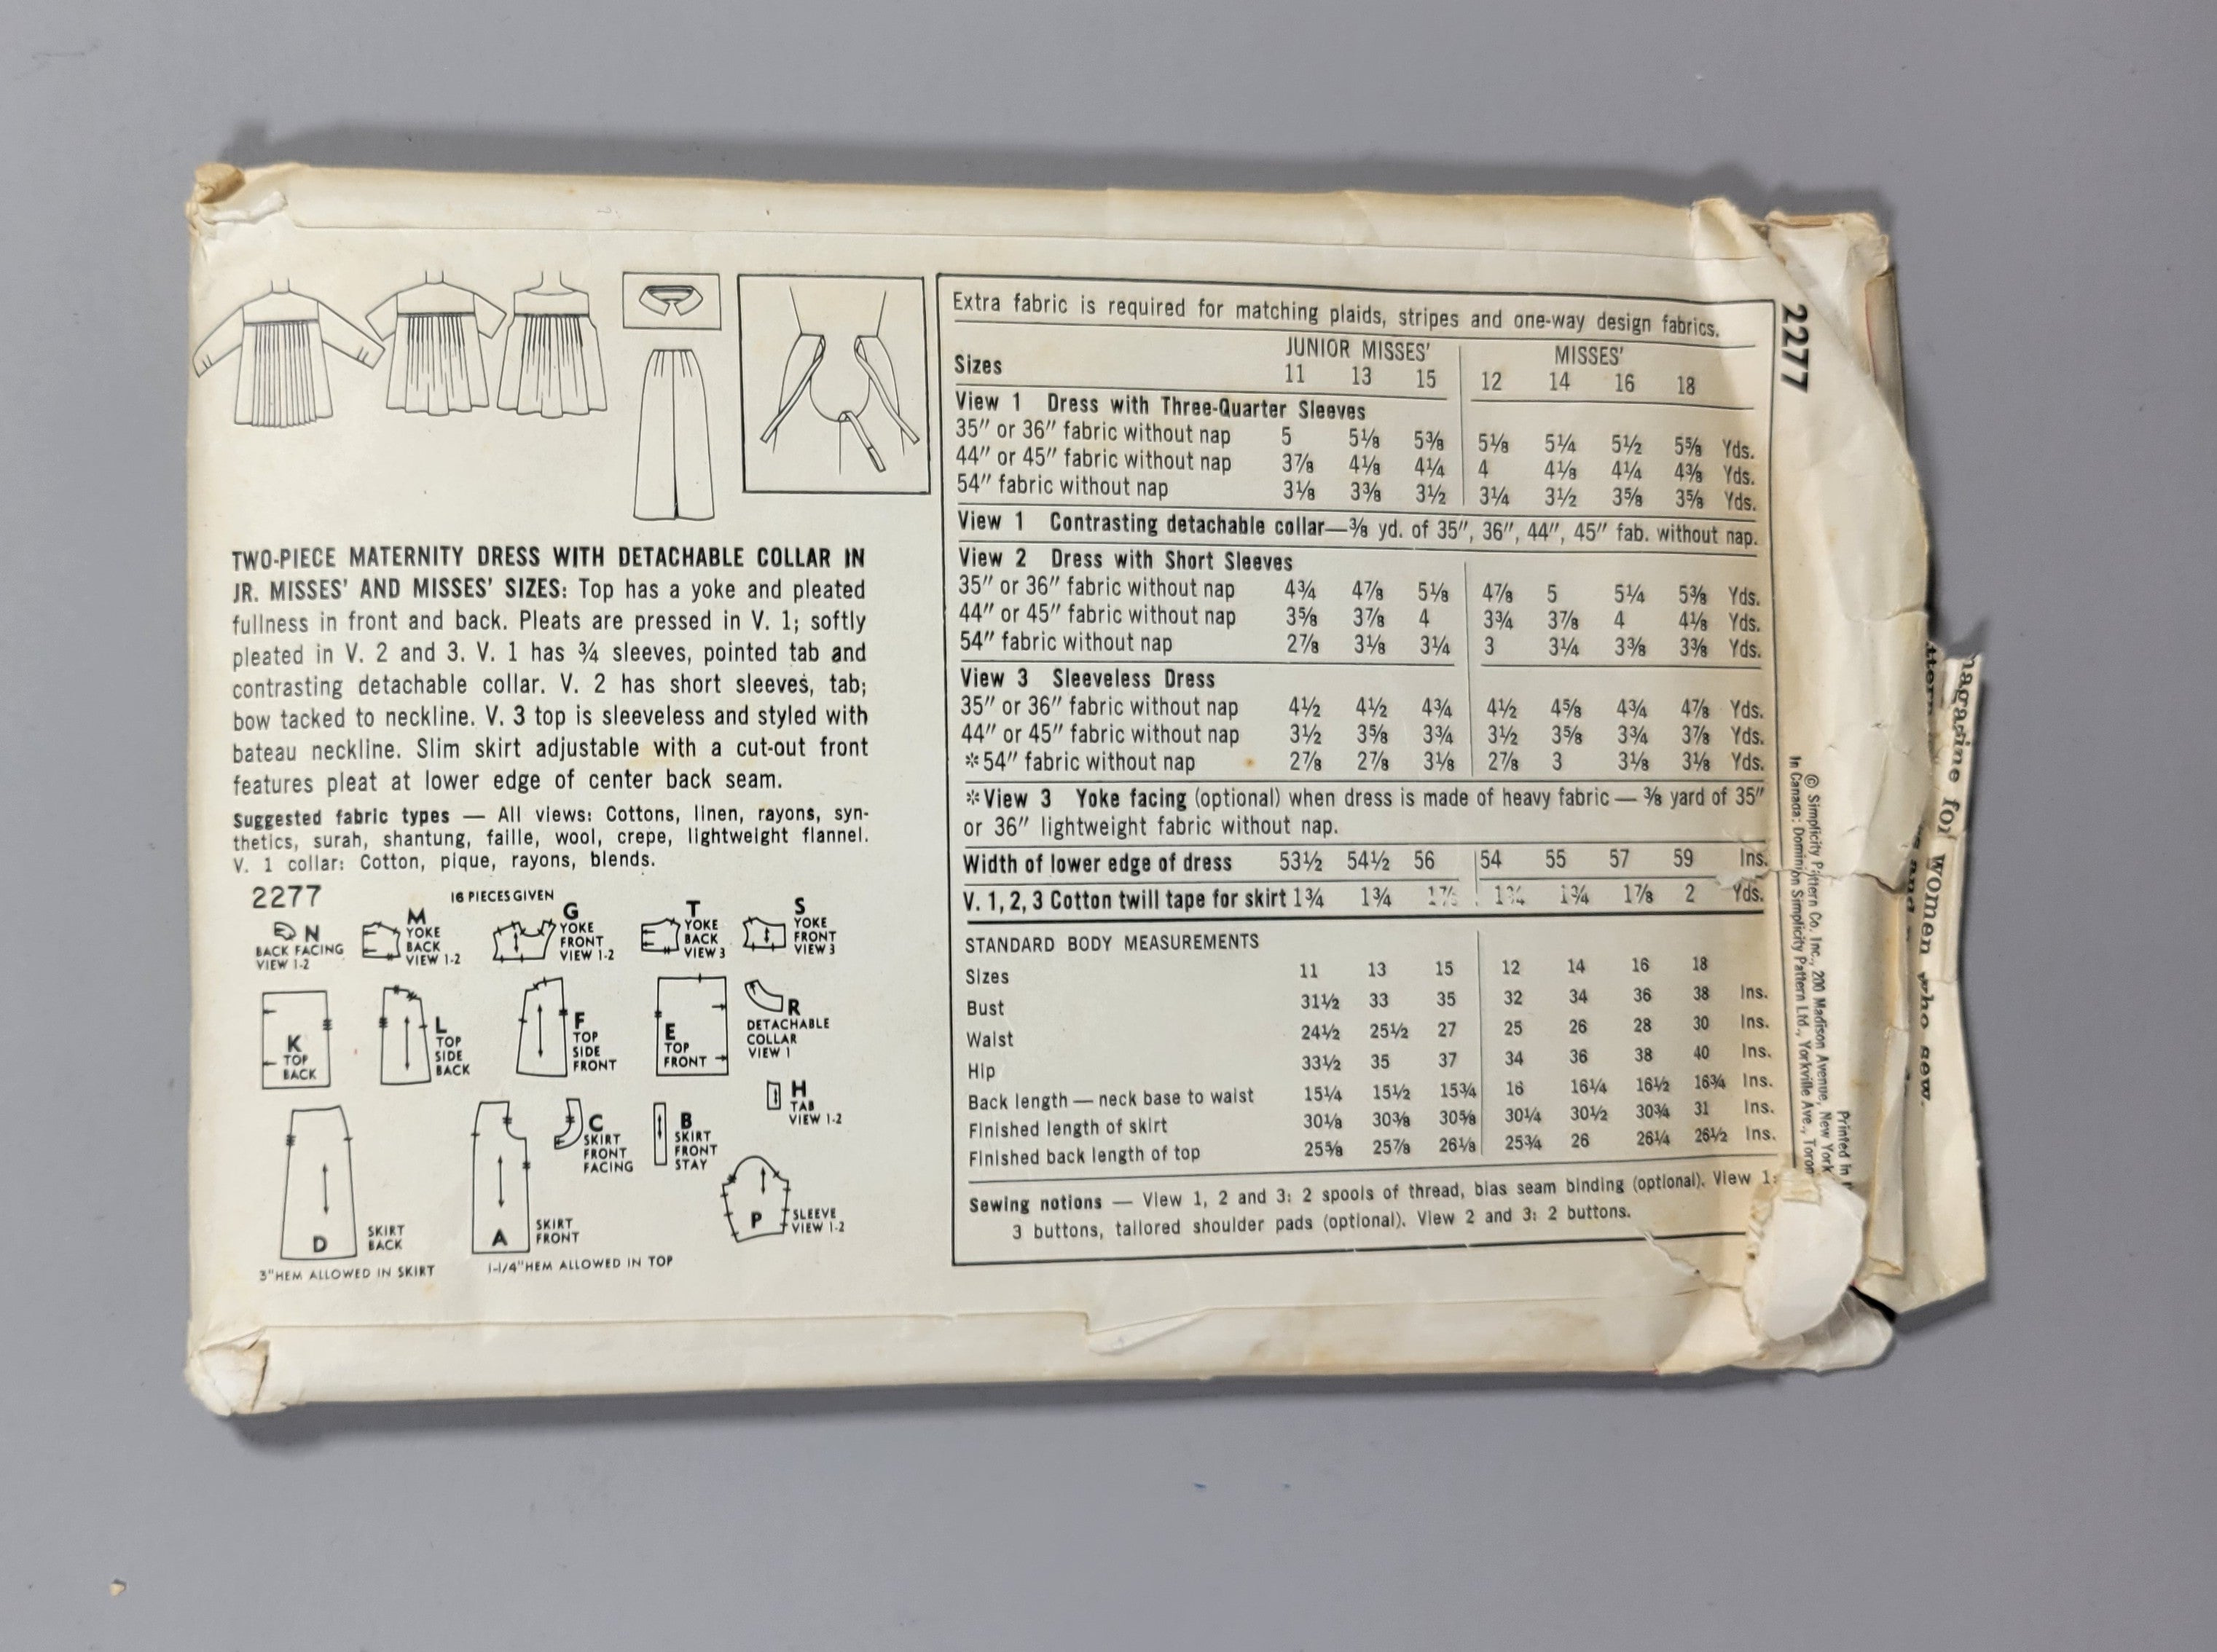 TWO-PIECE MATERNITY DRESS WITH DETACHABLE COLLAR IN
JR. MISSES' AND MISSES' SIZES: Top has a yoke and pleated
fullness in front and back. Pleats are pressed in V. 1; softly
pleated in V. 2 and 3. V. 1 has ¾ sleeves, pointed tab and
contrasting detachable collar. V. 2 has short sleeves, tab;
bow tacked to neckline. V. 3 top is sleeveless and styled with
bateau neckline. Slim skirt adjustable with a cut-out front
features pleat at lower edge of center back seam.
Suggested fabric types — All views: Cottons, linen, rayons, syn-
thetics, surah, shantung, faille, wool, crepe, lightweight flannel.
V. 1 collar: Cotton, pique, rayons, blends.
2277
16 PIECES GIVEN
N
BACK FACING
VIEW 1-2
M
YOKE
BACK
VIEW 1-2
G
YOKE
FRONT
VIEW 1-2
T
YOKE
BACK
VIEW 3
S
YOKE
FRONT
VIEW 3
K
TOP
BACK
L
TOP
SIDE
BACK
F
TOP
SIDE
FRONT
E
TOP
FRONT
R
DETACHABLE
COLLAR
VIEW 1
H
TAB
VIEW 1-2
D
SKIRT
BACK
A
SKIRT
FRONT
C
SKIRT
FRONT
FACING
B
SKIRT
FRONT
STAY
P
SLEEVE
VIEW 1-2
3"HEM ALLOWED IN SKIRT
1-1/4"HEM ALLOWED IN TOP
Extra fabric is required for matching plaids, stripes and one-way design fabrics.
JUNIOR MISSES' MISSES'
Sizes 11 13 15 12 14 16 18
View 1 Dress with Three-Quarter Sleeves
35" or 36" fabric without nap 5 5⅛ 5⅜ 5⅛ 5¼ 5½ 5⅝ Yds.
44" or 45" fabric without nap 3⅞ 4⅛ 4¼ 4 4⅛ 4¼ 4⅜ Yds.
54" fabric without nap 3⅛ 3⅜ 3½ 3¼ 3½ 3⅝ 3⅝ Yds.
View 1 Contrasting detachable collar—⅜ yd. of 35", 36", 44", 45" fab. without nap.
View 2 Dress with Short Sleeves
35" or 36" fabric without nap 4¾ 4⅞ 5⅛ 4⅞ 5 5¼ 5⅜ Yds.
44" or 45" fabric without nap 3⅝ 3⅞ 4 3¾ 3⅞ 4 4⅛ Yds.
54" fabric without nap 2⅞ 3⅛ 3¼ 3 3¼ 3⅜ 3⅜ Yds.
View 3 Sleeveless Dress
35" or 36" fabric without nap 4½ 4½ 4¾ 4½ 4⅝ 4¾ 4⅞ Yds.
44" or 45" fabric without nap 3½ 3⅝ 3¾ 3½ 3⅝ 3¾ 3⅞ Yds.
*54" fabric without nap 2⅞ 2⅞ 3⅛ 2⅞ 3 3⅛ 3⅛ Yds.
*View 3 Yoke facing (optional) when dress is made of heavy fabric — ⅜ yard of 35"
or 36" lightweight fabric without nap.
Width of lower edge of dress 53½ 54½ 56 54 55 57 59 Ins.
V. 1, 2, 3 Cotton twill tape for skirt 1¾ 1¾ 1¾ 1⅞ 2 Yds.
STANDARD BODY MEASUREMENTS
Sizes 11 13 15 12 14 16 18
Bust 31½ 33 35 32 34 36 38 Ins.
Waist 24½ 25½ 27 25 26 28 30 Ins.
Hip 33½ 35 37 34 36 38 40 Ins.
Back length — neck base to waist 15¼ 15½ 15¾ 16 16¼ 16½ 16¾ Ins.
Finished length of skirt 30⅛ 30⅜ 30⅝ 30¼ 30½ 30¾ 31 Ins.
Finished back length of top 25⅝ 25⅞ 26⅛ 25¾ 26 26¼ 26½ Ins.
Sewing notions — View 1, 2 and 3: 2 spools of thread, bias seam binding (optional). View 1:
3 buttons, tailored shoulder pads (optional). View 2 and 3: 2 buttons.
2277
© Simplicity Pattern Co. Inc., 200 Madison Avenue, New York
In Canada: Dominion Simplicity Pattern Ltd., Yorkville Ave., Toron
Printed in
magazine for women who sew.